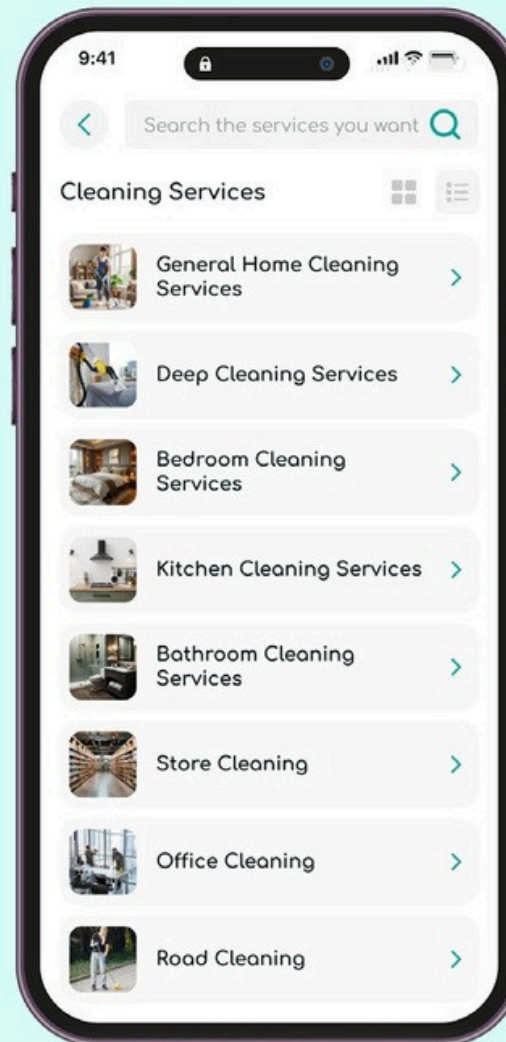 9:41
Search the services you want
Cleaning Services
General Home Cleaning
Services
Deep Cleaning Services
Bedroom Cleaning
Services
Kitchen Cleaning Services
Bathroom Cleaning
Services
Store Cleaning
Office Cleaning
Road Cleaning